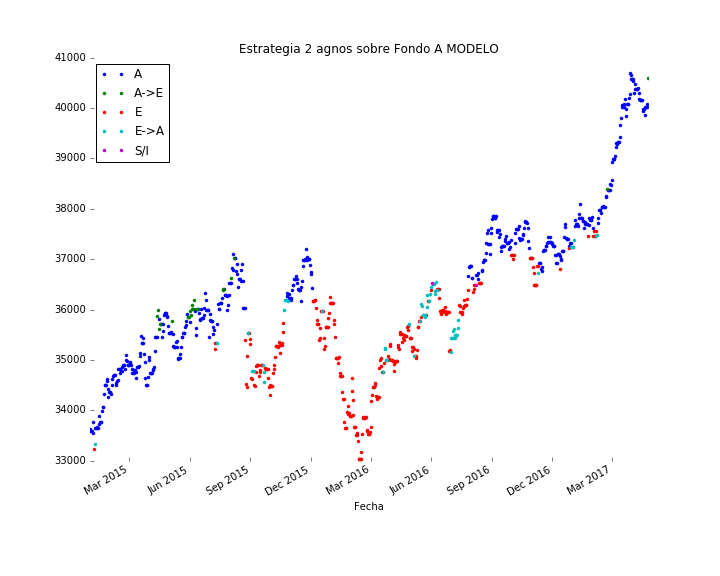 Estrategia 2 agnos sobre Fondo A MODELO
41000
40000
39000
38000
37000
36000
35000
34000
33000
A
A->E
E
E->A
S/I
Mar 2015
Jun 2015
Sep 2015
Dec 2015
Mar 2016
Jun 2016
Sep 2016
Dec 2016
Mar 2017
Fecha